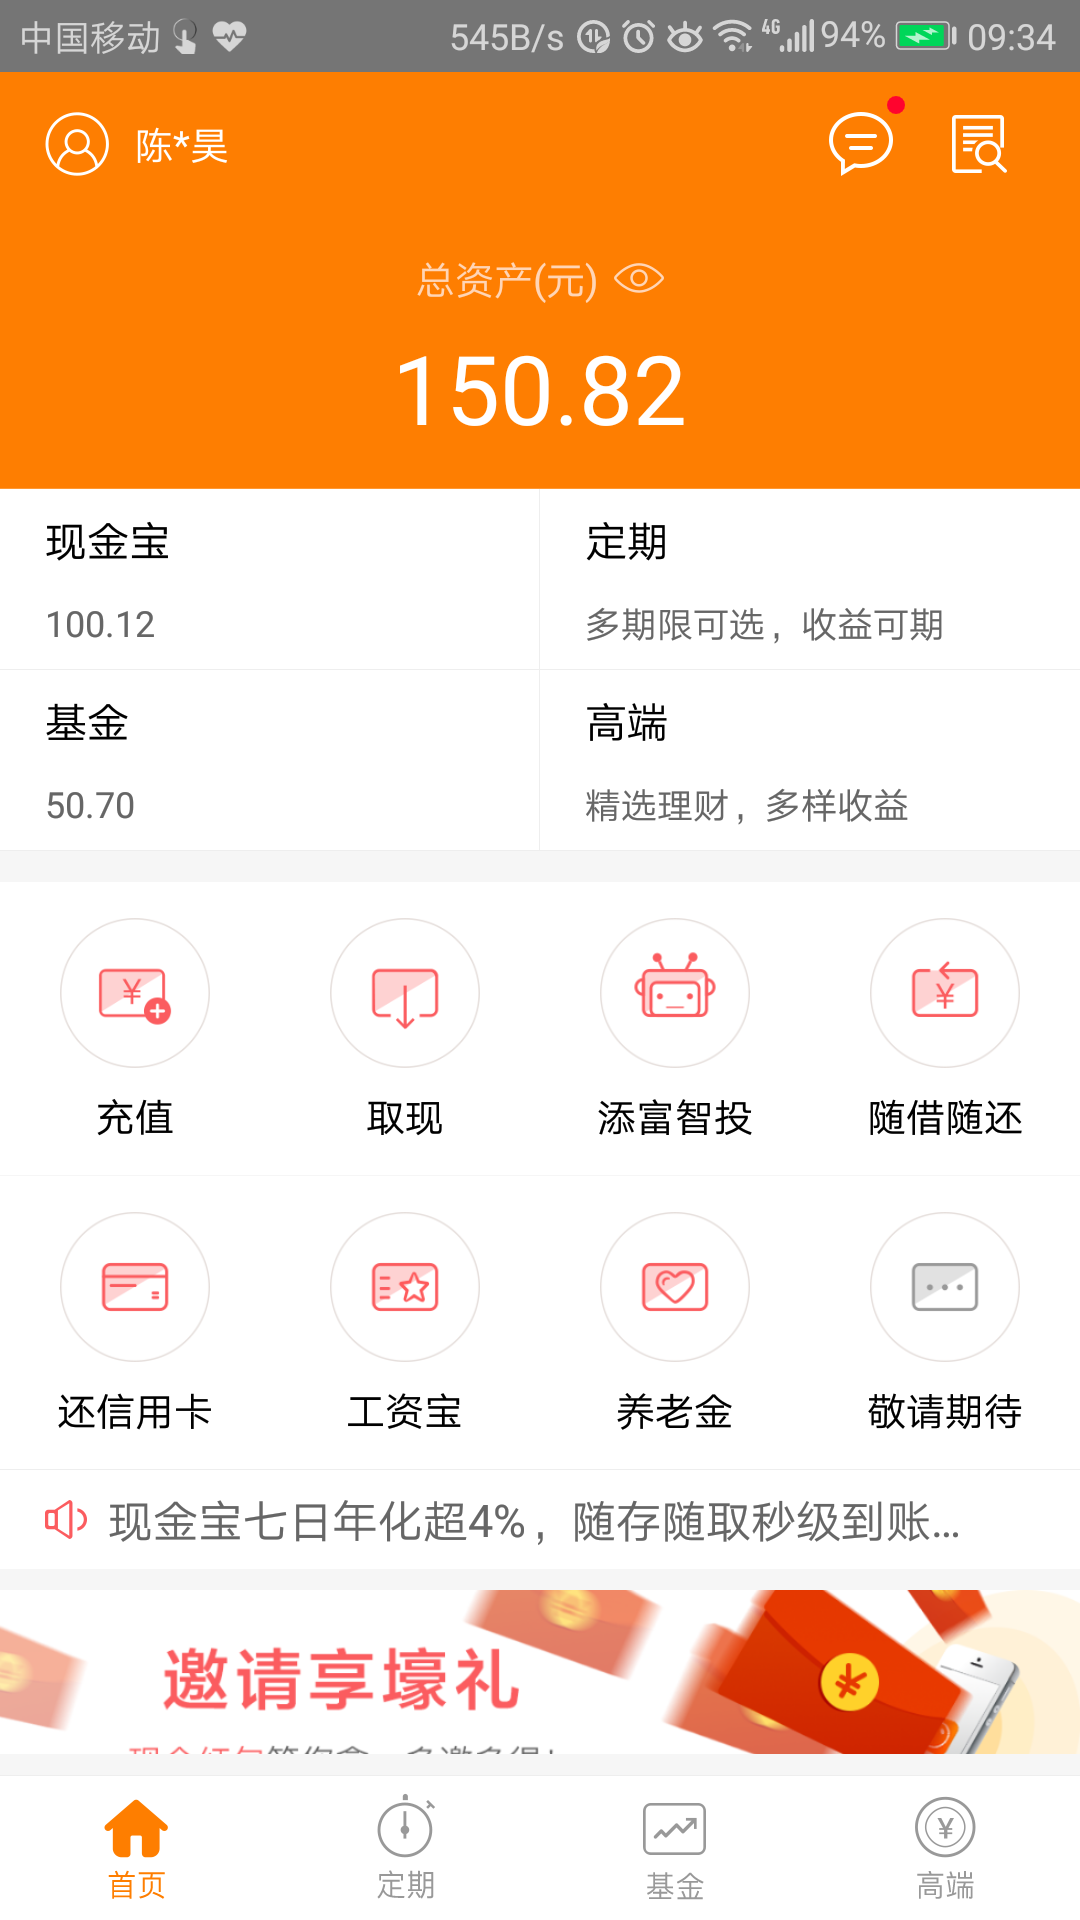 中国移动 545B/s 4G 94% 09:34
陈*昊
总资产(元)
150.82
现金宝 定期
100.12 多期限可选，收益可期
基金 高端
50.70 精选理财，多样收益
充值 取现 添富智投 随借随还
还信用卡 工资宝 养老金 敬请期待
现金宝七日年化超4%，随存随取秒级到账...
邀请享壕礼
首页 定期 基金 高端